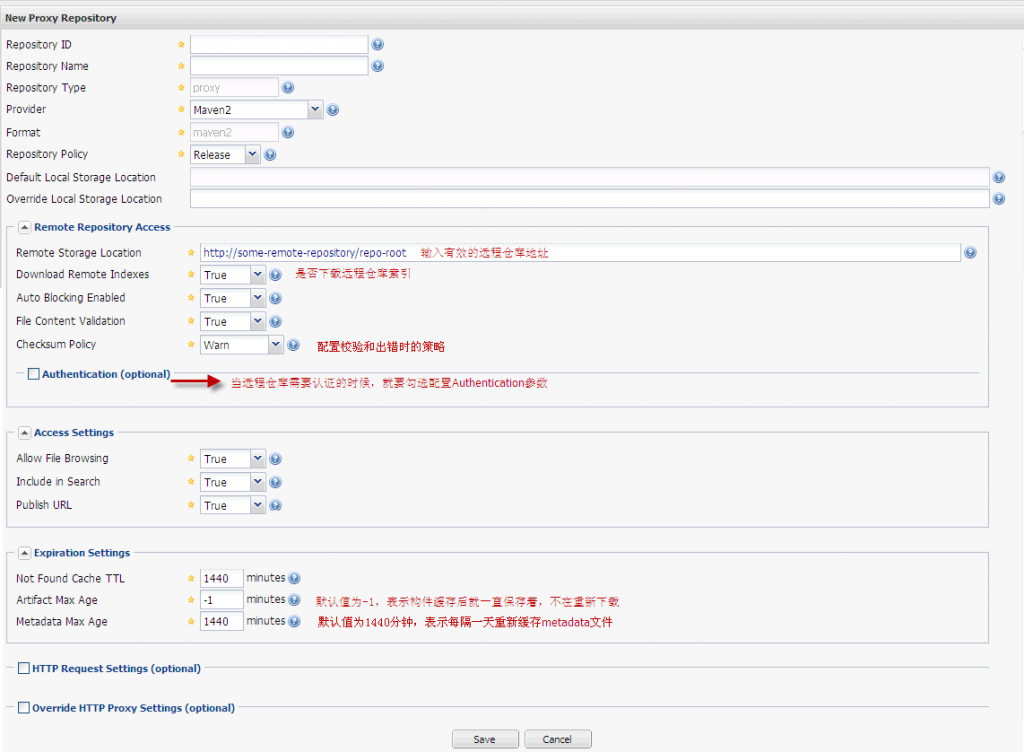 New Proxy Repository
Repository ID
Repository Name
Repository Type proxy
Provider Maven2
Format maven2
Repository Policy Release
Default Local Storage Location
Override Local Storage Location
Remote Repository Access
Remote Storage Location http://some-remote-repository/repo-root 输入有效的远程仓库地址
Download Remote Indexes True 是否下载远程仓库索引
Auto Blocking Enabled True
File Content Validation True
Checksum Policy Warn 配置校验和出错时的策略
Authentication (optional) 当远程仓库需要认证的时候，就要勾选配置Authentication参数
Access Settings
Allow File Browsing True
Include in Search True
Publish URL True
Expiration Settings
Not Found Cache TTL 1440 minutes
Artifact Max Age -1 minutes 默认值为-1，表示构件缓存后就一直保存着，不在重新下载
Metadata Max Age 1440 minutes 默认值为1440分钟，表示每隔一天重新缓存metadata文件
HTTP Request Settings (optional)
Override HTTP Proxy Settings (optional)
Save Cancel